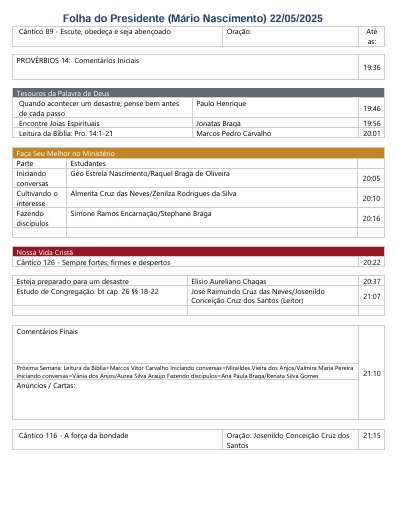 Folha do Presidente (Mário Nascimento) 22/05/2025
Cântico 89 - Escute, obedeça e seja abençoado Oração: Até
as:
PROVÉRBIOS 14: Comentários Iniciais
19:36
Tesouros da Palavra de Deus
Quando acontecer um desastre, pense bem antes Paulo Henrique
de cada passo 19:46
Encontre Joias Espirituais Jonatas Braga 19:56
Leitura da Bíblia: Pro. 14:1-21 Marcos Pedro Carvalho 20:01
Faça Seu Melhor no Ministério
Parte Estudantes
Iniciando Geo Estrela Nascimento/Raquel Braga de Oliveira
conversas 20:05
Cultivando o Almerita Cruz das Neves/Zenilza Rodrigues da Silva
interesse 20:10
Fazendo Simone Ramos Encarnação/Stephane Braga
discípulos 20:16
Nossa Vida Cristã
Cântico 126 - Sempre fortes, firmes e despertos 20:22
Esteja preparado para um desastre Elísio Aureliano Chagas 20:37
Estudo de Congregação: bt cap. 26 §§ 18-22 José Raimundo Cruz das Neves/Josenildo
Conceição Cruz dos Santos (Leitor) 21:07
Comentários Finais
Próxima Semana: Leitura da Bíblia=Marcos Vitor Carvalho Iniciando conversas=Miraildes Vieira dos Anjos/Valmira Maria Pereira
Iniciando conversas=Vânia dos Anjos/Áurea Silva Araújo Fazendo discípulos=Ana Paula Braga/Renata Silva Gomes
21:10
Anúncios / Cartas:
Cântico 116 - A força da bondade Oração: Josenildo Conceição Cruz dos 21:15
Santos